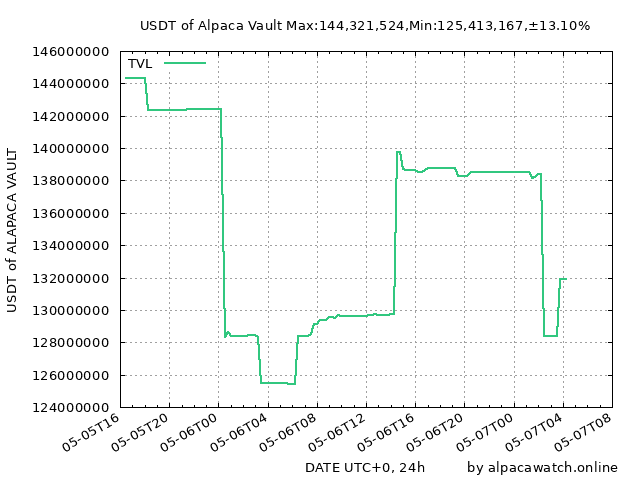 USDT of Alpaca Vault Max:144,321,524,Min:125,413,167,±13.10%
TVL
146000000
144000000
142000000
140000000
138000000
136000000
134000000
132000000
130000000
128000000
126000000
124000000
USDT of ALAPACA VAULT
05-05T16
05-05T20
05-06T00
05-06T04
05-06T08
05-06T12
05-06T16
05-06T20
05-07T00
05-07T04
05-07T08
DATE UTC+0, 24h
by alpacawatch.online